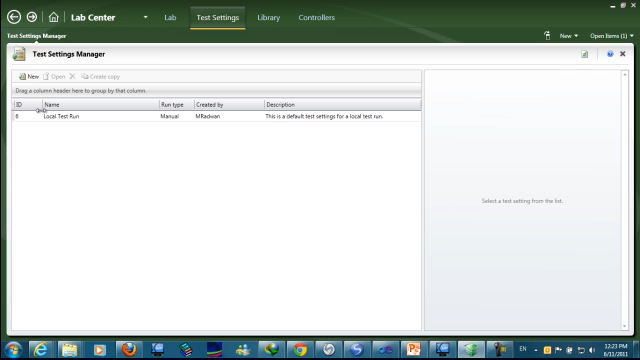 Lab Center Lab Test Settings Library Controllers
Test Settings Manager New Open Items (1)
Test Settings Manager
New Open Create copy
Drag a column header here to group by that column.
ID Name Run type Created by Description
6 Local Test Run Manual MRadwan This is a default test settings for a local test run.
Select a test setting from the list.
EN 12:23 PM
6/11/2011